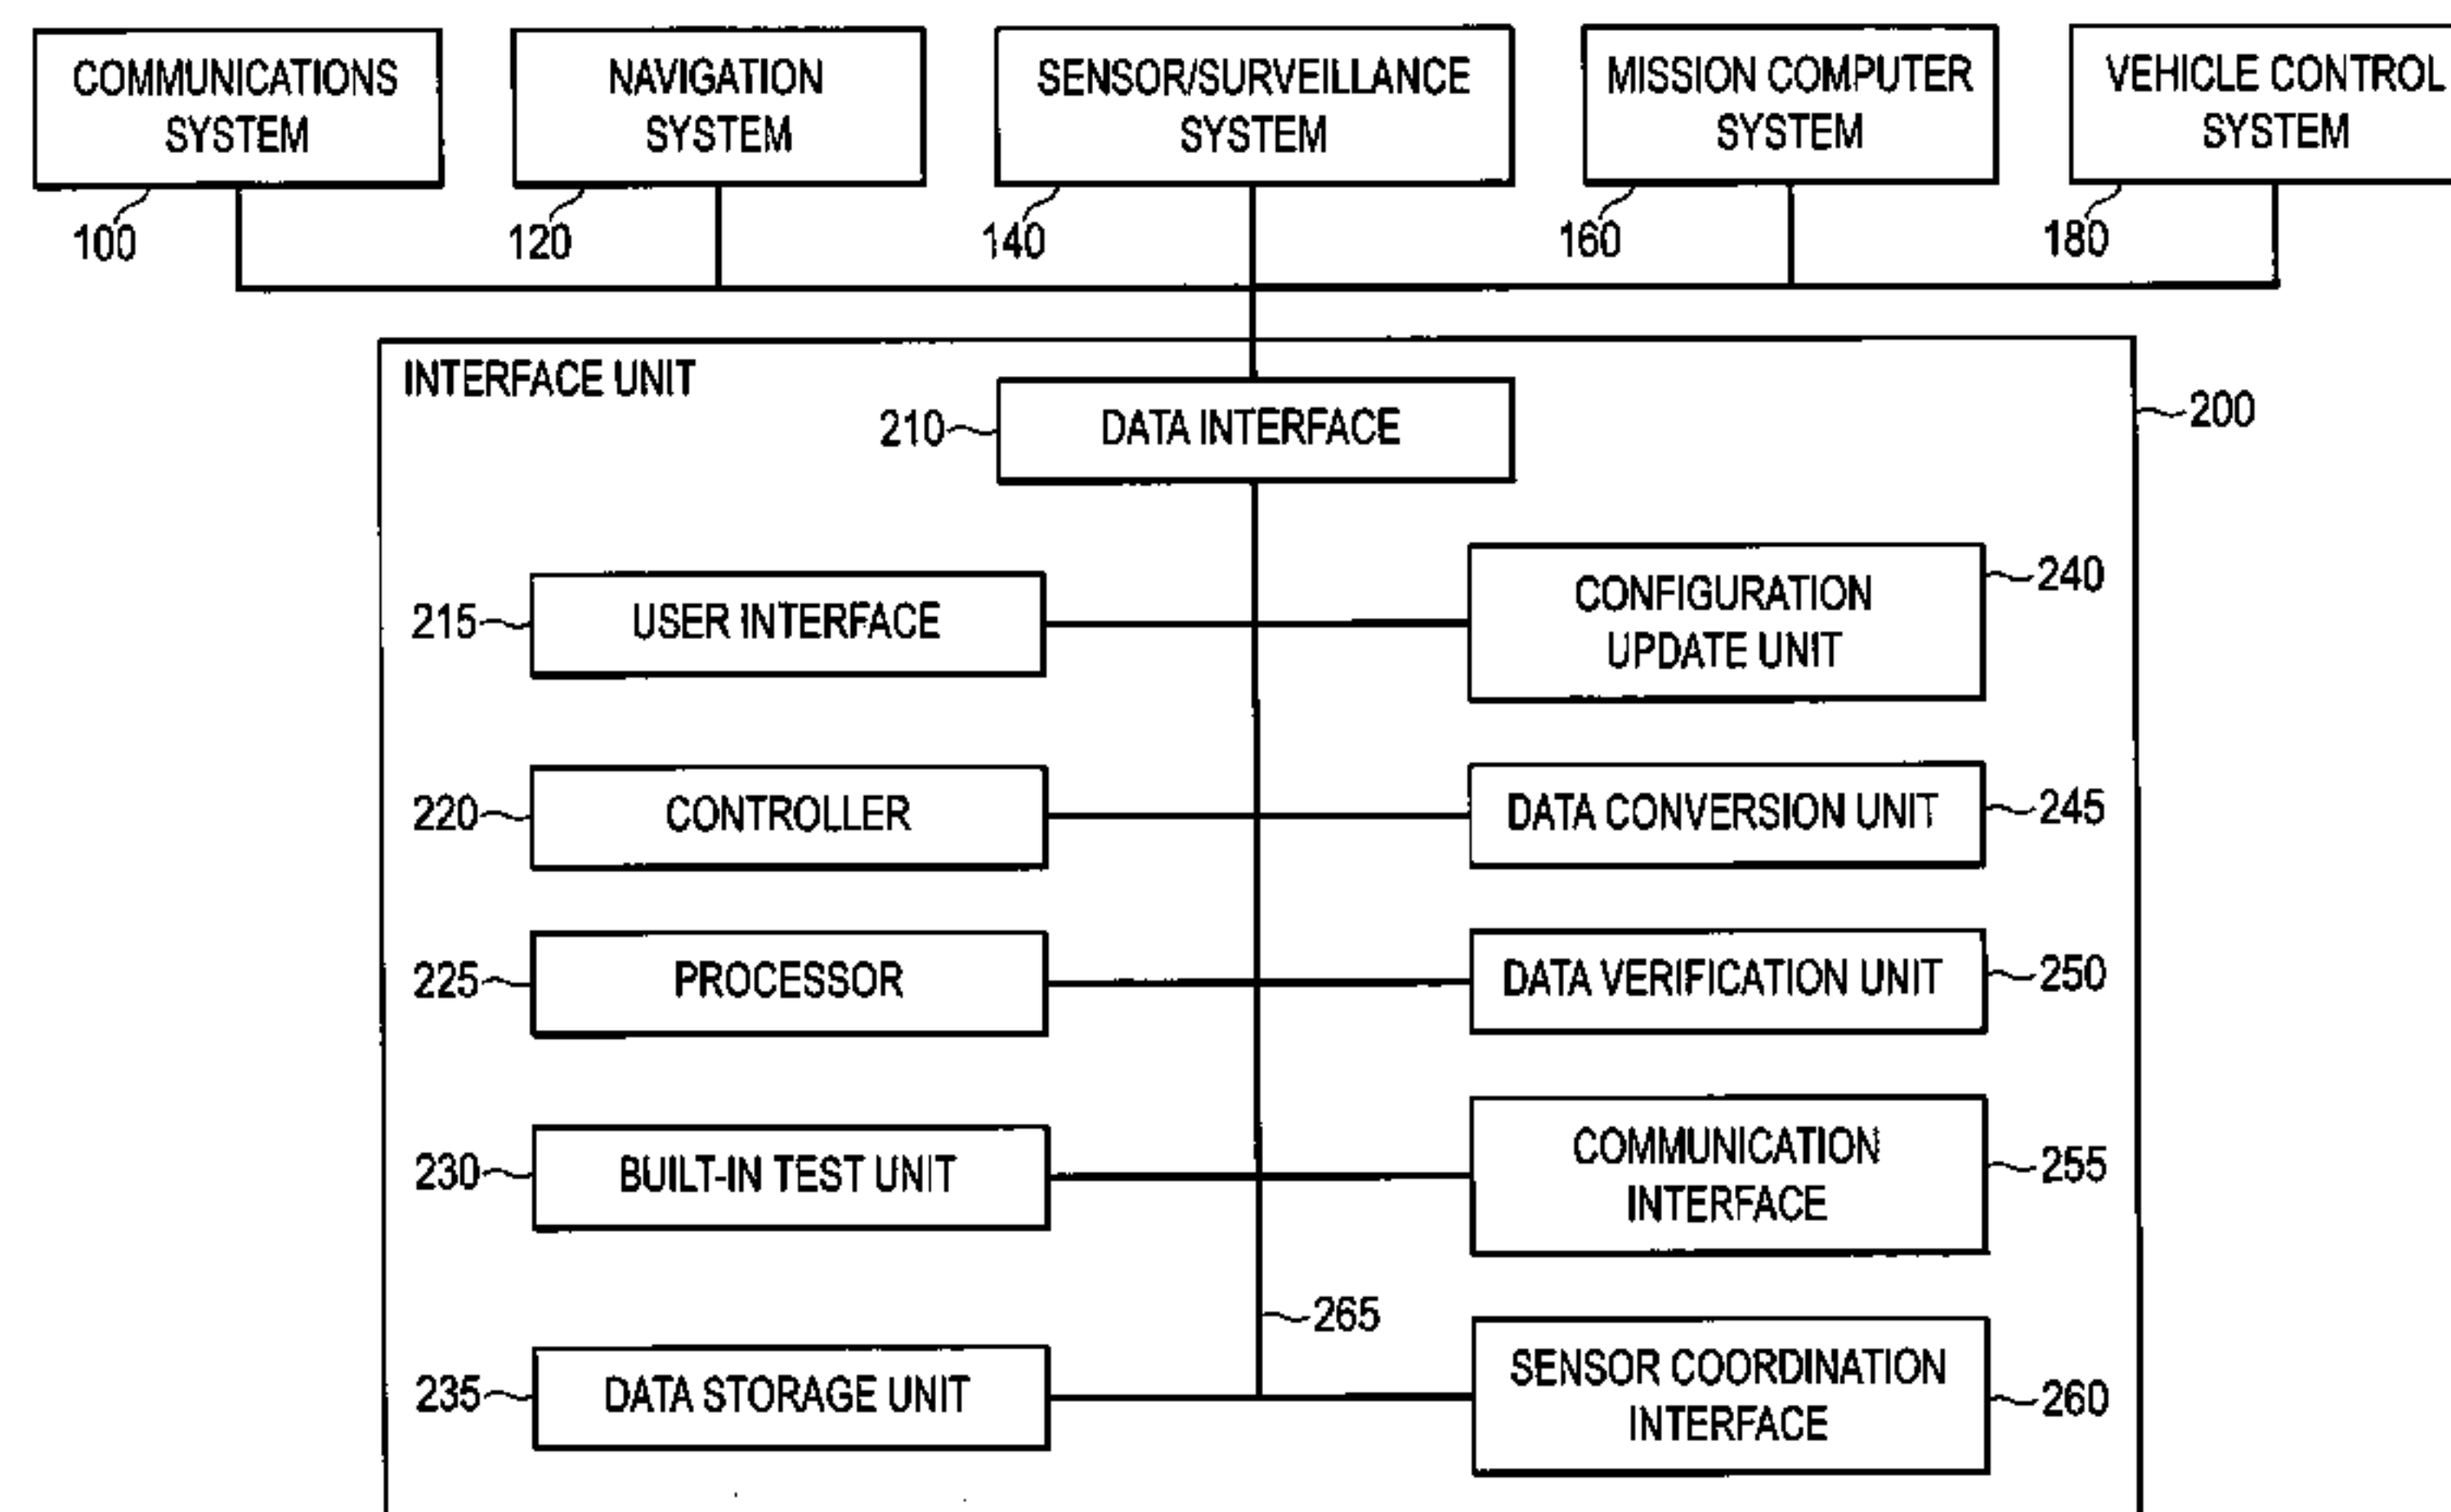 COMMUNICATIONS
SYSTEM
100
NAVIGATION
SYSTEM
120
SENSOR/SURVEILLANCE
SYSTEM
140
MISSION COMPUTER
SYSTEM
160
VEHICLE CONTROL
SYSTEM
180
INTERFACE UNIT
200
210
DATA INTERFACE
215
USER INTERFACE
CONFIGURATION
UPDATE UNIT
240
220
CONTROLLER
DATA CONVERSION UNIT
245
225
PROCESSOR
DATA VERIFICATION UNIT
250
230
BUILT-IN TEST UNIT
COMMUNICATION
INTERFACE
255
265
235
DATA STORAGE UNIT
SENSOR COORDINATION
INTERFACE
260